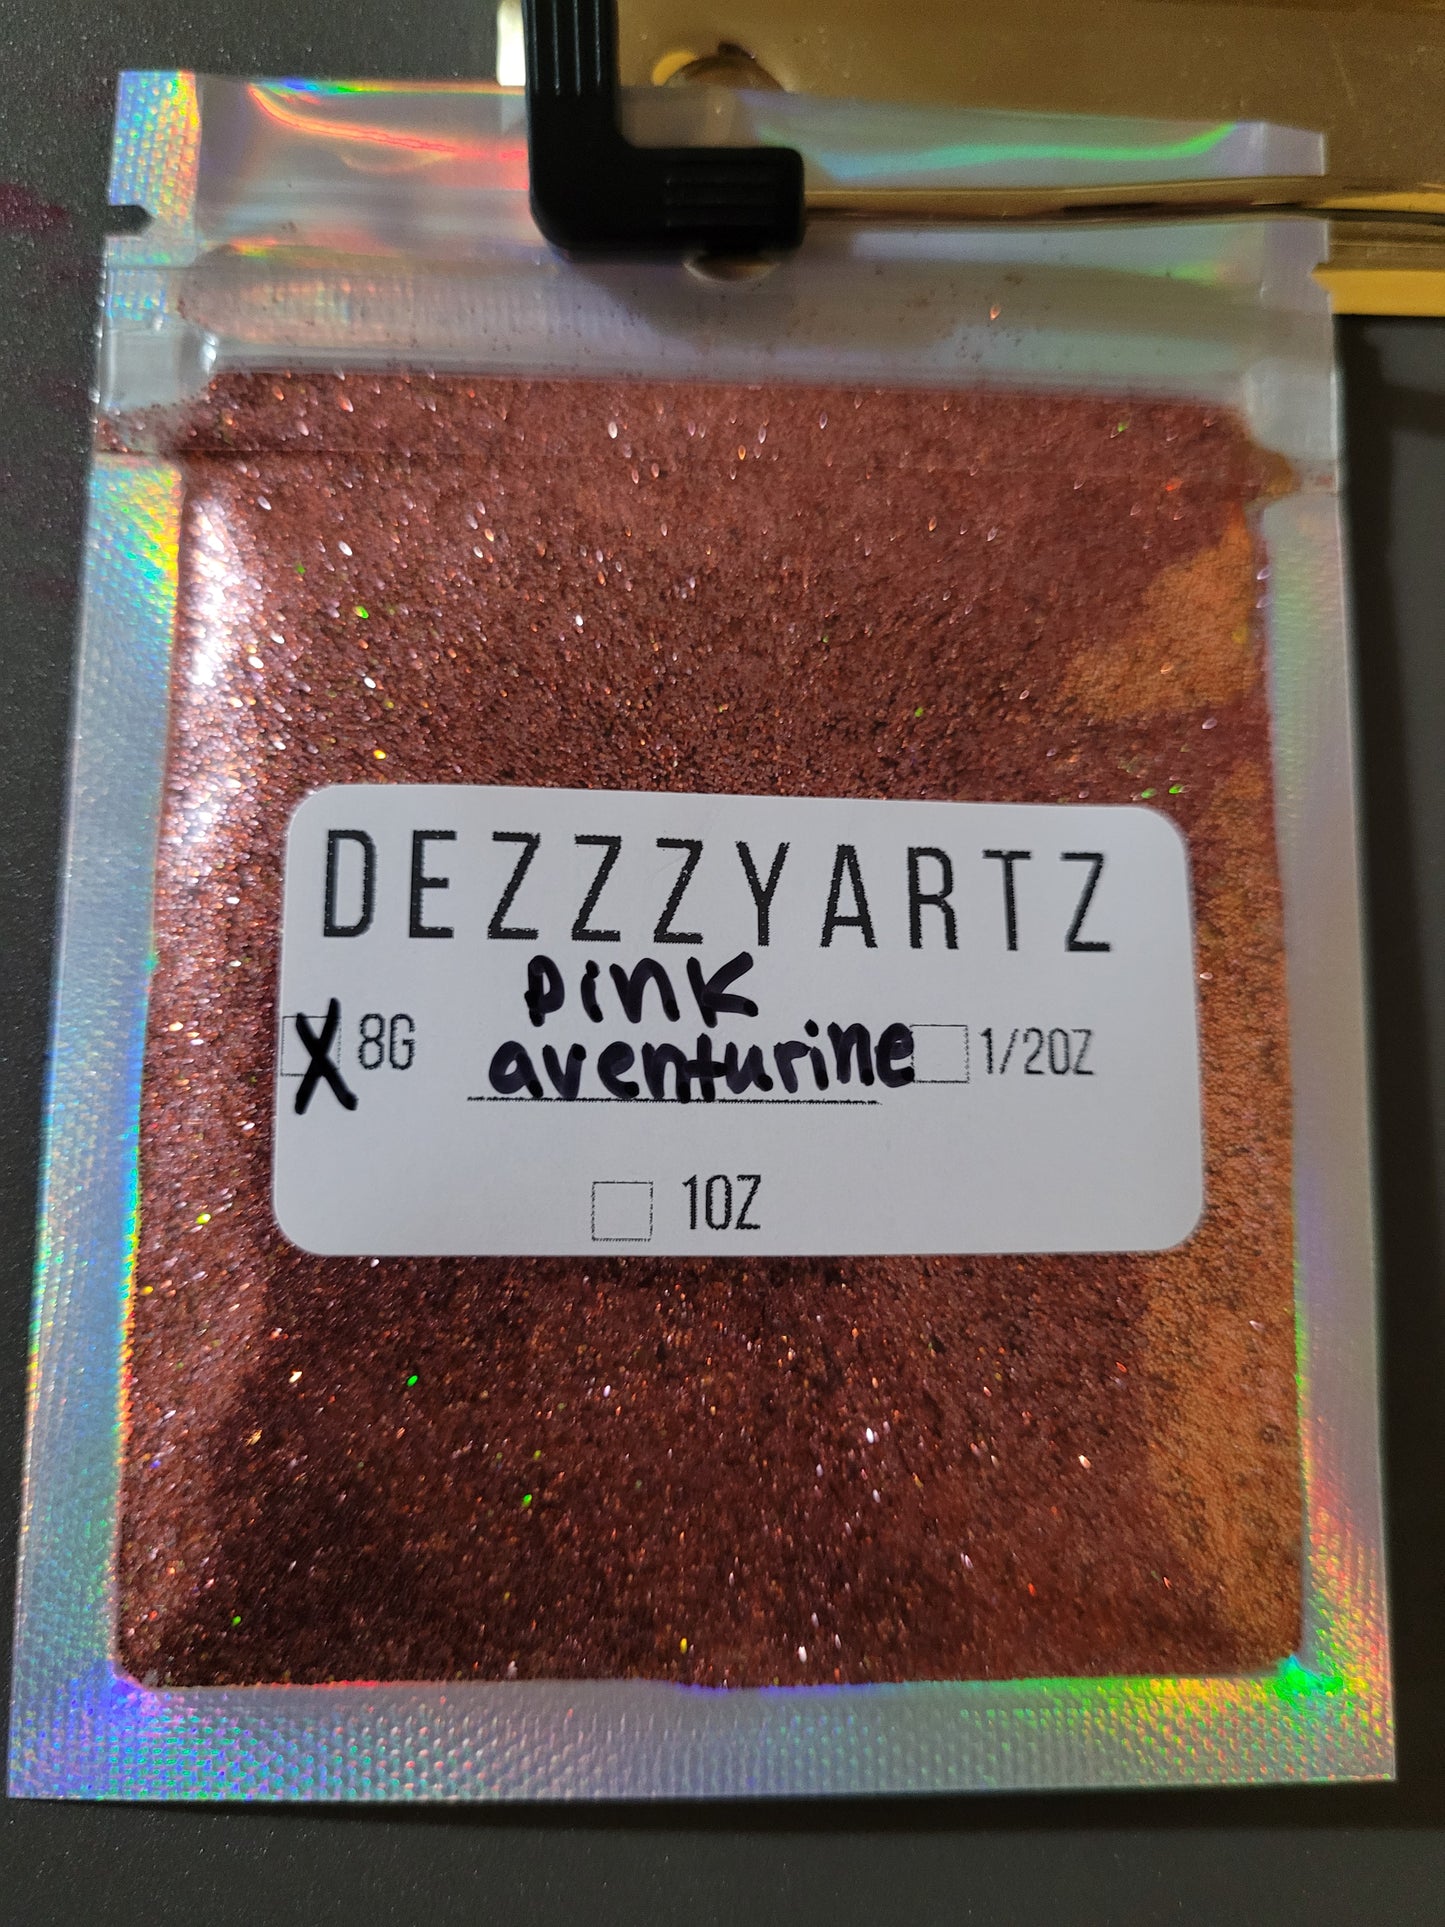 DEZZZYARTZ
pink
X 8G aventurine 1/2OZ
1OZ